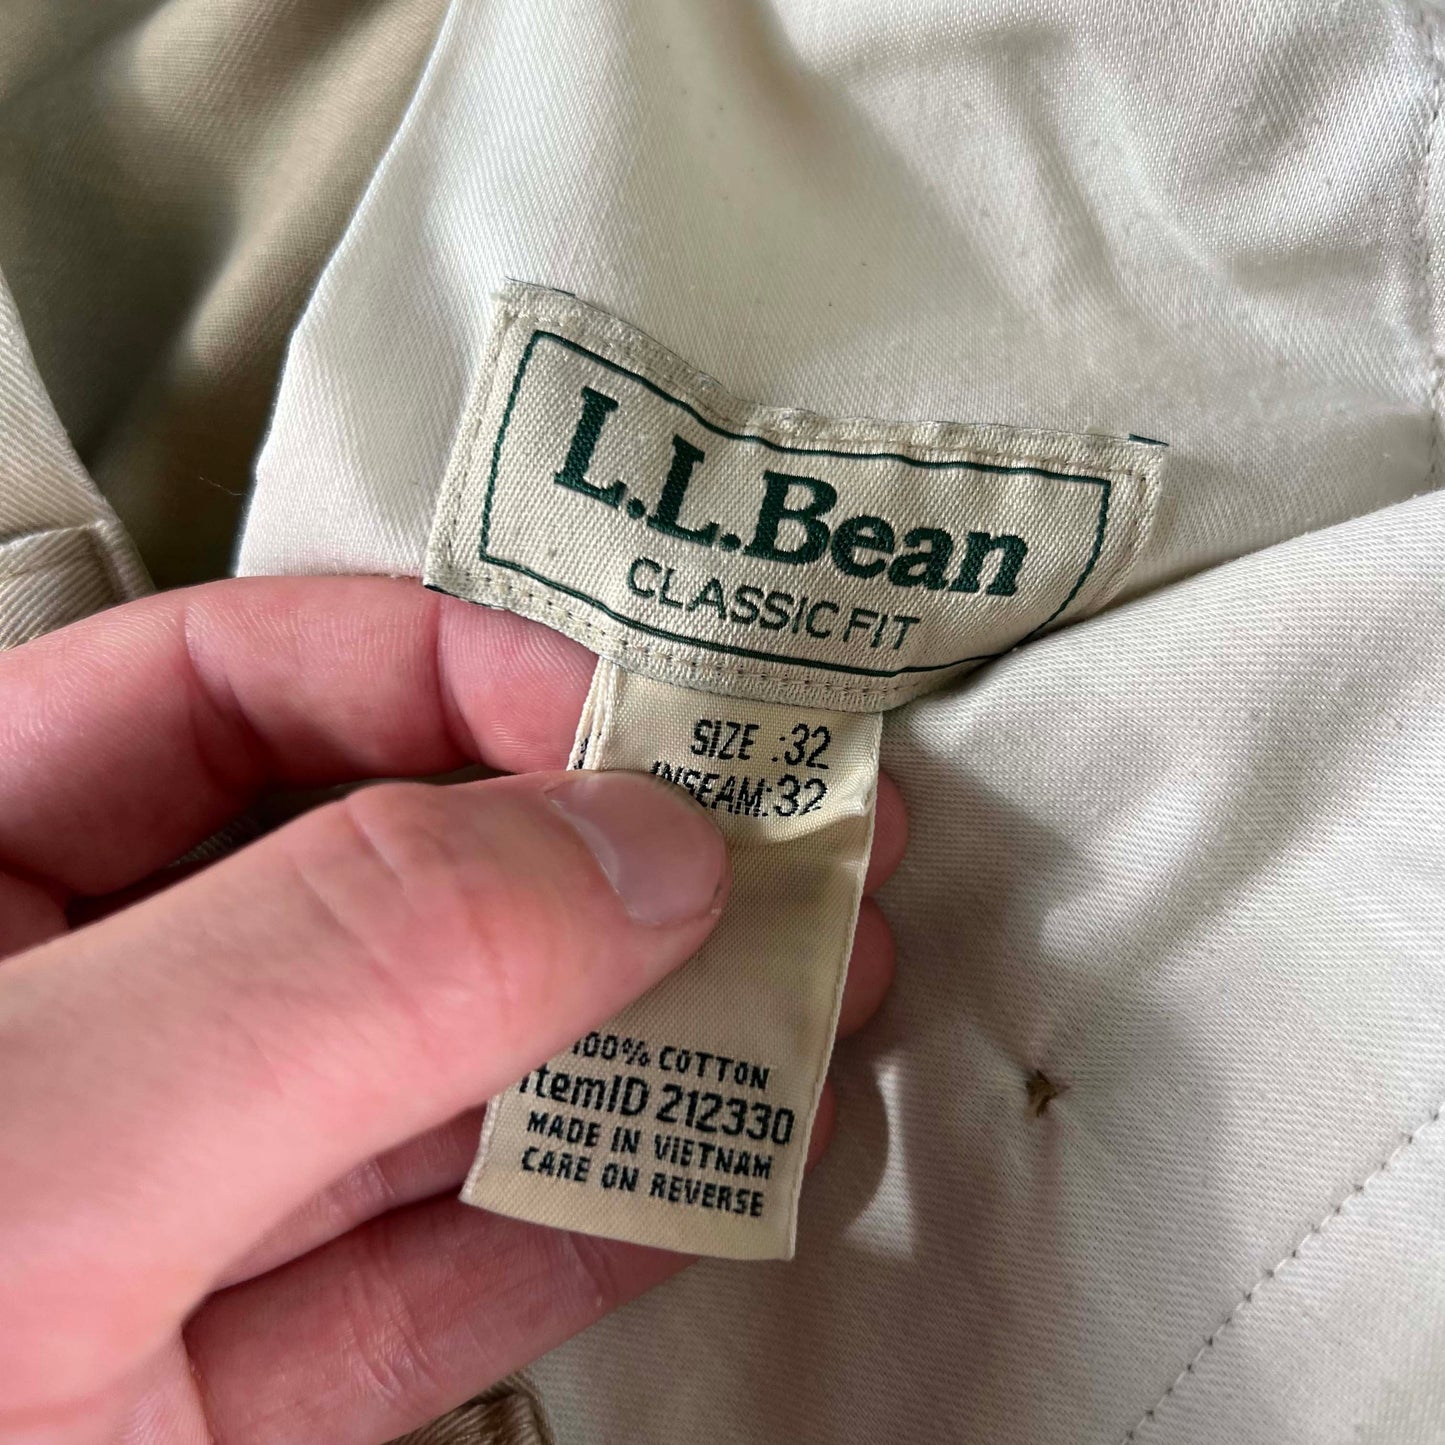 L.L.Bean
CLASSIC FIT
SIZE :32
INSEAM:32
100% COTTON
ItemID 212330
MADE IN VIETNAM
CARE ON REVERSE